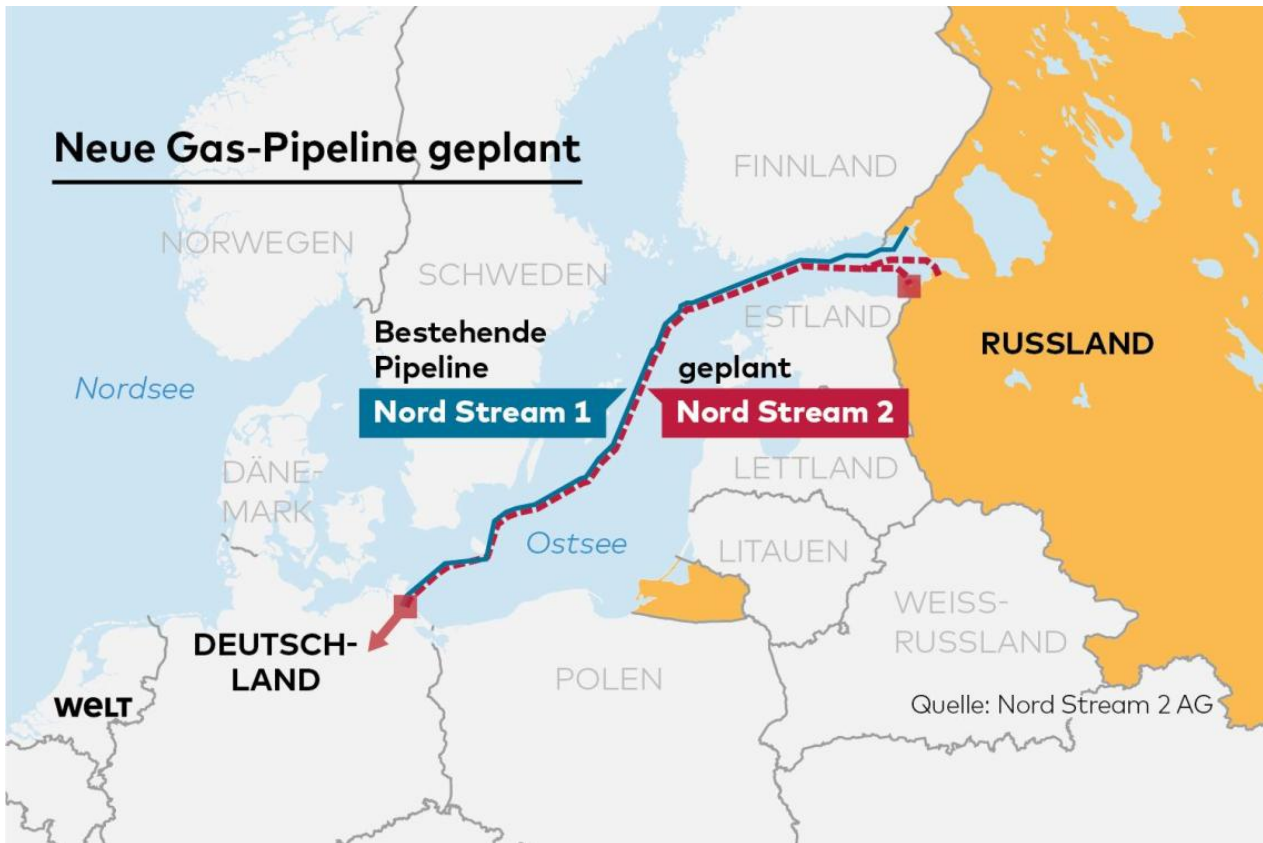 Neue Gas-Pipeline geplant
FINNLAND
NORWEGEN
SCHWEDEN
ESTLAND
RUSSLAND
Bestehende
Pipeline
Nord Stream 1
geplant
Nord Stream 2
Nordsee
DÄNE-
MARK
LETTLAND
Ostsee
LITAUEN
WEISS-
RUSSLAND
DEUTSCH-
LAND
POLEN
WELT
Quelle: Nord Stream 2 AG